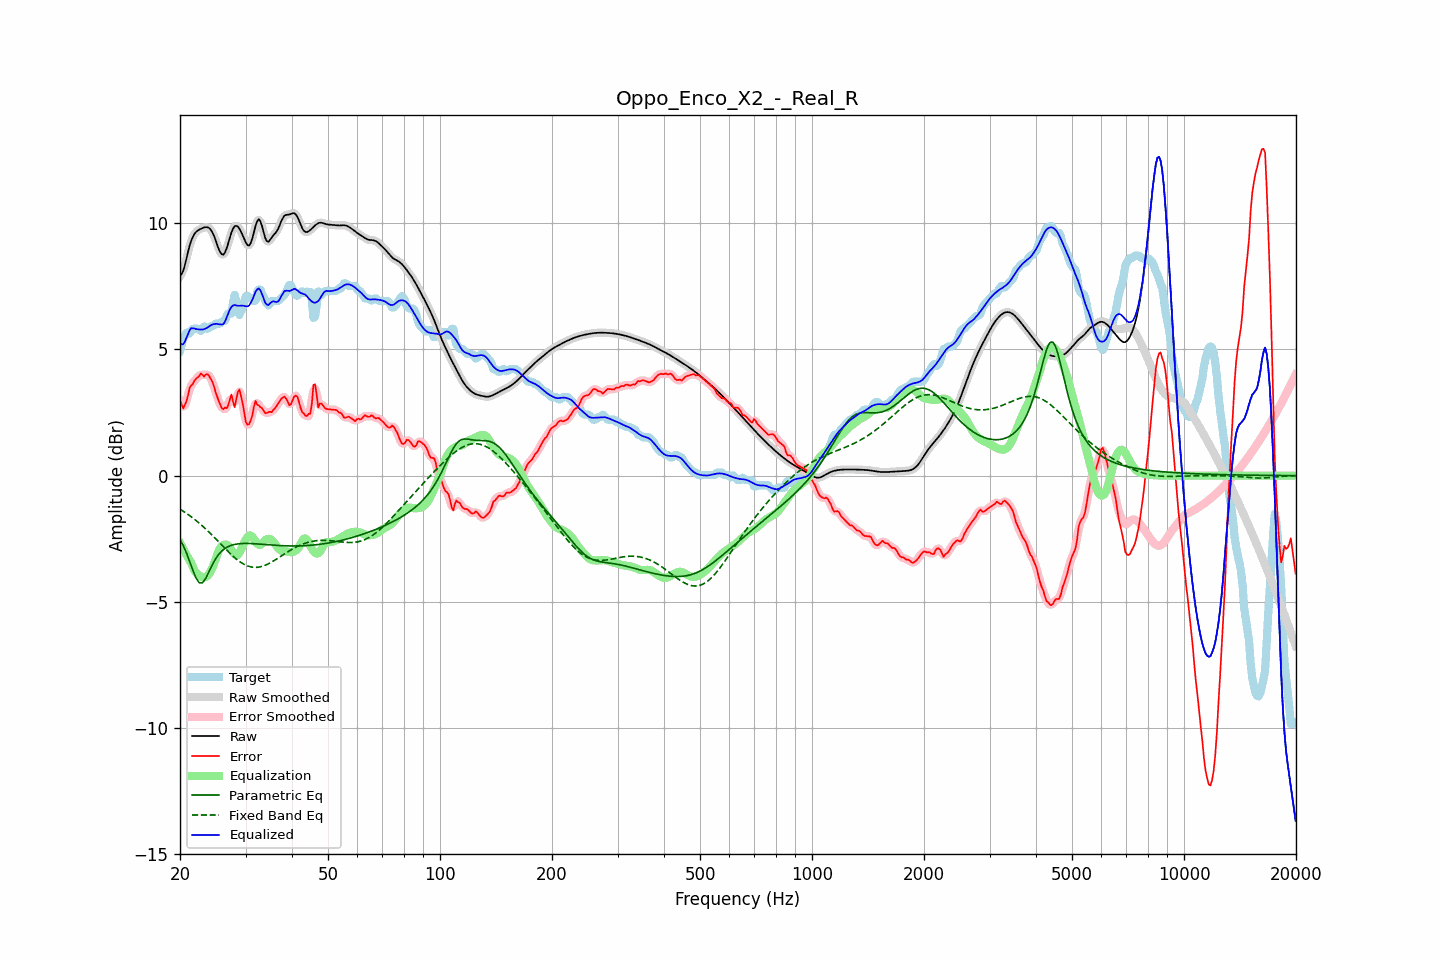 Oppo_Enco_X2_-_Real_R
Amplitude (dBr)
10
5
0
−5
−10
−15
Target
Raw Smoothed
Error Smoothed
Raw
Error
Equalization
Parametric Eq
Fixed Band Eq
Equalized
20 50 100 200 500 1000 2000 5000 10000 20000
Frequency (Hz)